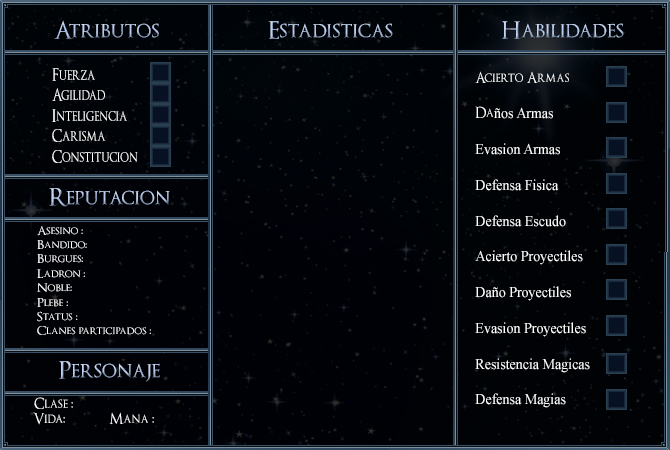 Atributos
Fuerza
Agilidad
Inteligencia
Carisma
Constitucion
Reputacion
Asesino :
Bandido:
Burgues:
Ladron :
Noble:
Plebe :
Status :
Clanes participados :
Personaje
Clase :
Vida: Mana :
Estadisticas
Habilidades
Acierto Armas
Daños Armas
Evasion Armas
Defensa Fisica
Defensa Escudo
Acierto Proyectiles
Daño Proyectiles
Evasion Proyectiles
Resistencia Magicas
Defensa Magias